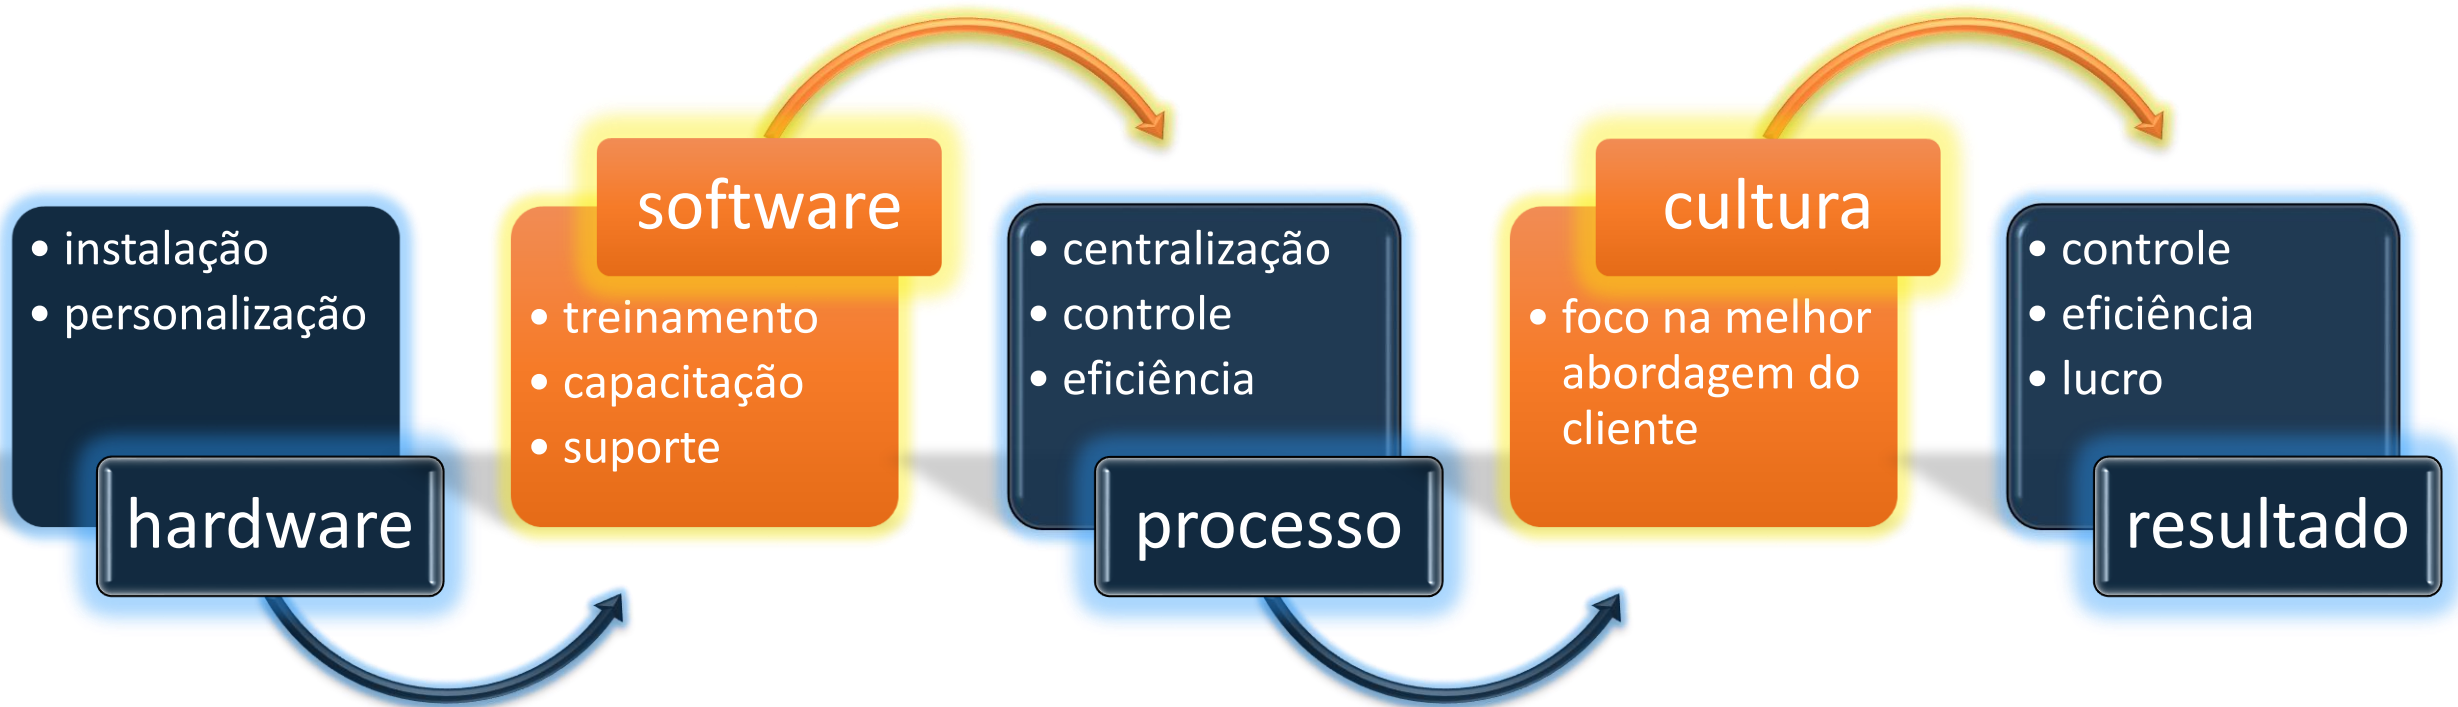 • instalação
• personalização
hardware
software
• treinamento
• capacitação
• suporte
• centralização
• controle
• eficiência
processo
cultura
• foco na melhor
abordagem do
cliente
• controle
• eficiência
• lucro
resultado